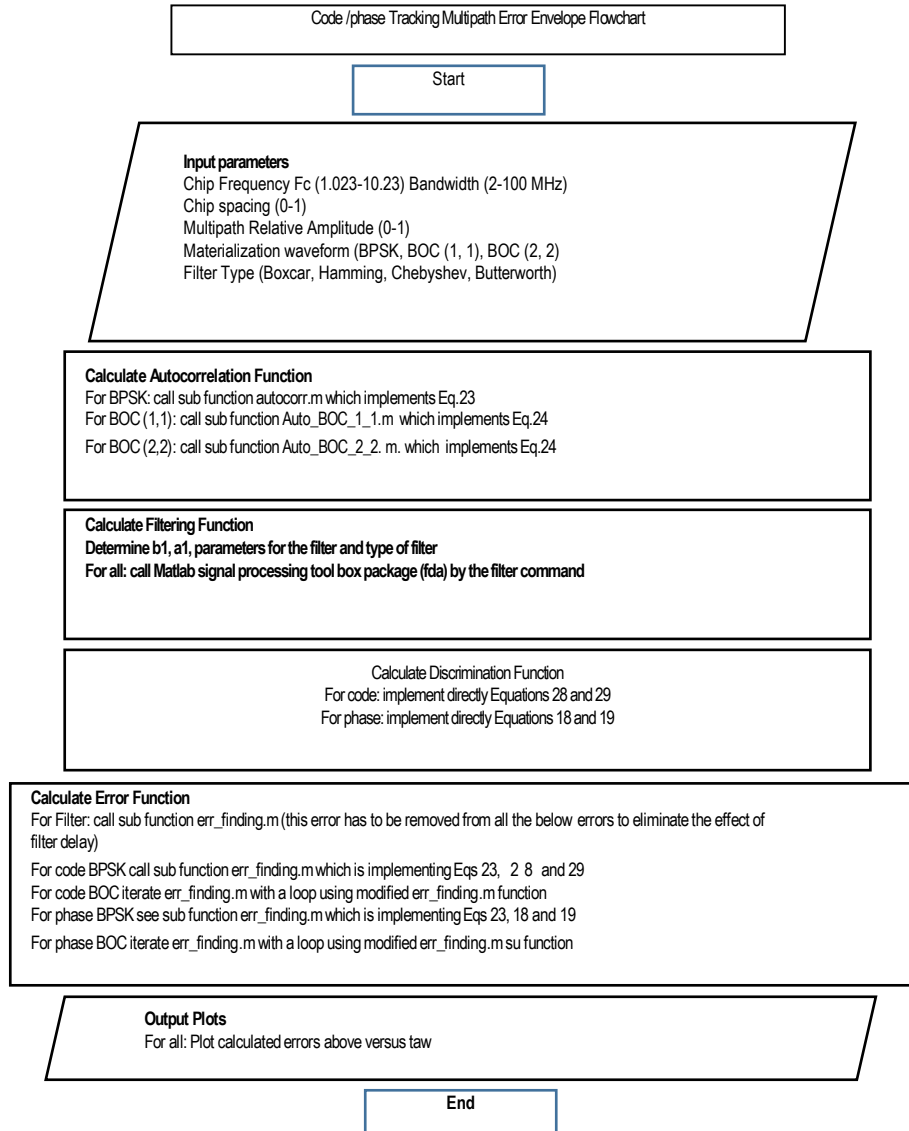 Code /phase Tracking Multipath Error Envelope Flowchart
Start
Input parameters
Chip Frequency Fc (1.023-10.23) Bandwidth (2-100 MHz)
Chip spacing (0-1)
Multipath Relative Amplitude (0-1)
Materialization waveform (BPSK, BOC (1, 1), BOC (2, 2)
Filter Type (Boxcar, Hamming, Chebyshev, Butterworth)
Calculate Autocorrelation Function
For BPSK: call sub function autocorr.m which implements Eq.23
For BOC (1,1): call sub function Auto_BOC_1_1.m which implements Eq.24
For BOC (2,2): call sub function Auto_BOC_2_2. m. which implements Eq.24
Calculate Filtering Function
Determine b1, a1, parameters for the filter and type of filter
For all: call Matlab signal processing tool box package (fda) by the filter command
Calculate Discrimination Function
For code: implement directly Equations 28 and 29
For phase: implement directly Equations 18 and 19
Calculate Error Function
For Filter: call sub function err_finding.m (this error has to be removed from all the below errors to eliminate the effect of
filter delay)
For code BPSK call sub function err_finding.m which is implementing Eqs 23, 2 8 and 29
For code BOC iterate err_finding.m with a loop using modified err_finding.m function
For phase BPSK see sub function err_finding.m which is implementing Eqs 23, 18 and 19
For phase BOC iterate err_finding.m with a loop using modified err_finding.m su function
Output Plots
For all: Plot calculated errors above versus taw
End